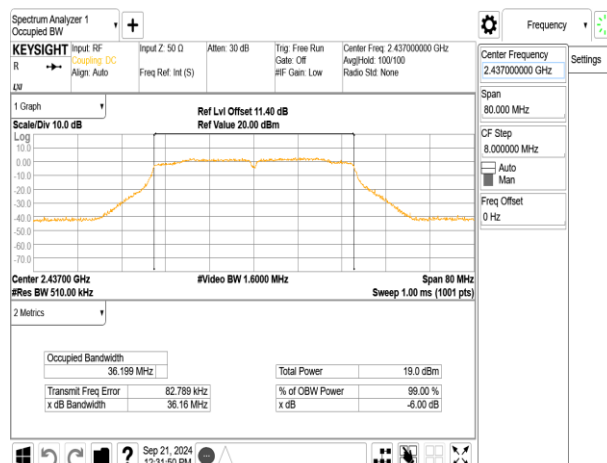 Spectrum Analyzer 1
Occupied BW
Frequency
KEYSIGHT
R
Input: RF
Coupling: DC
Align: Auto
Input Z: 50 Ω
Freq Ref: Int (S)
Atten: 30 dB
Trig: Free Run
Gate: Off
#IF Gain: Low
Center Freq: 2.437000000 GHz
Avg|Hold: 100/100
Radio Std: None
Center Frequency
2.437000000 GHz
Settings
Span
80.000 MHz
CF Step
8.000000 MHz
Auto
Man
Freq Offset
0 Hz
1 Graph
Scale/Div 10.0 dB
Ref Lvl Offset 11.40 dB
Ref Value 20.00 dBm
Log
10.0
0.00
-10.0
-20.0
-30.0
-40.0
-50.0
-60.0
-70.0
Center 2.43700 GHz
#Res BW 510.00 kHz
#Video BW 1.6000 MHz
Span 80 MHz
Sweep 1.00 ms (1001 pts)
2 Metrics
Occupied Bandwidth
36.199 MHz
Total Power 19.0 dBm
Transmit Freq Error 82.789 kHz
% of OBW Power 99.00 %
x dB Bandwidth 36.16 MHz
x dB -6.00 dB
Sep 21, 2024
12:31:50 PM